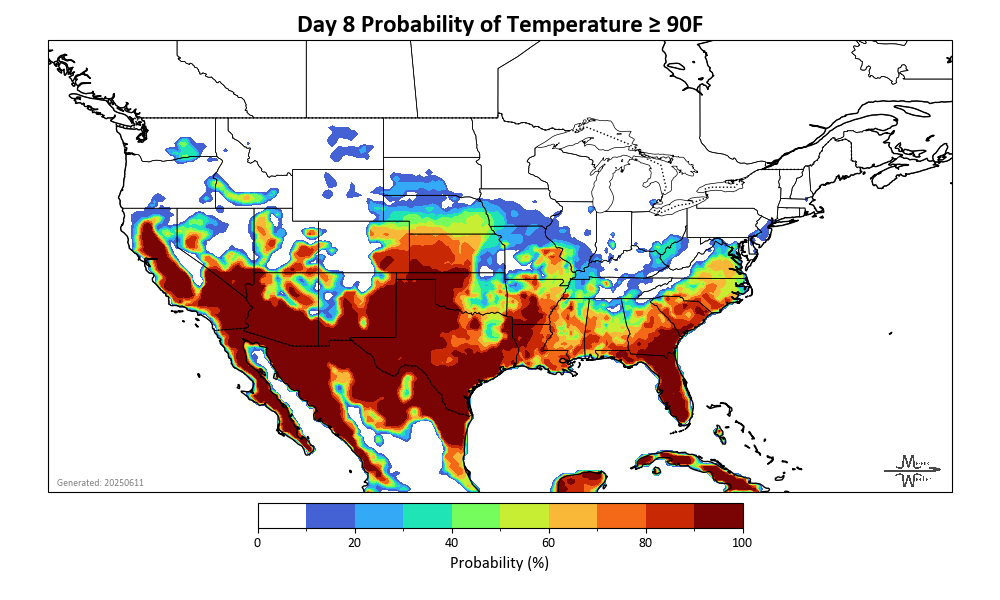 Day 8 Probability of Temperature ≥ 90F
Generated: 20250611
0 20 40 60 80 100
Probability (%)